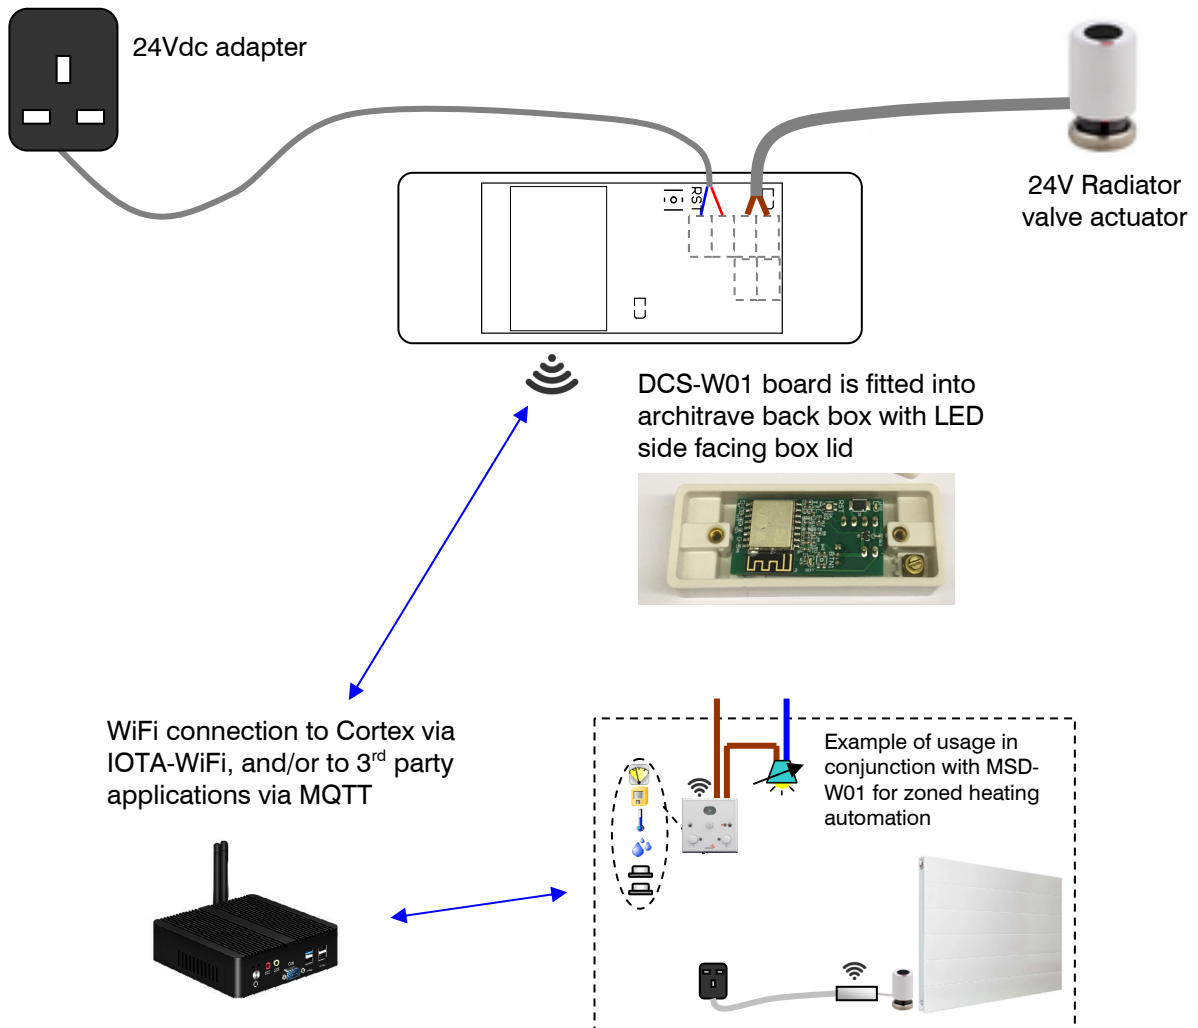 24Vdc adapter
24V Radiator
valve actuator
RST
DCS-W01 board is fitted into
architrave back box with LED
side facing box lid
RST
BTN1
WiFi connection to Cortex via
IOTA-WiFi, and/or to 3rd party
applications via MQTT
Example of usage in
conjunction with MSD-
W01 for zoned heating
automation